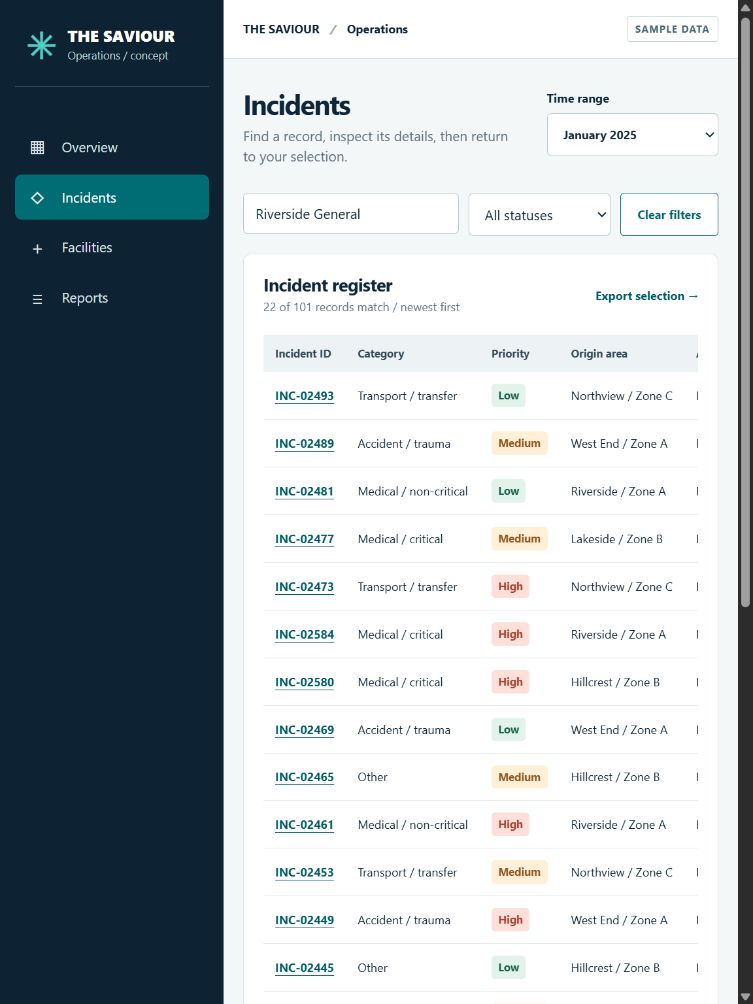 THE SAVIOUR
Operations / concept
Overview
Incidents
Facilities
Reports
THE SAVIOUR / Operations
SAMPLE DATA
Incidents
Find a record, inspect its details, then return
to your selection.
Time range
January 2025
Riverside General
All statuses
Clear filters
Incident register
22 of 101 records match / newest first
Export selection →
Incident ID Category Priority Origin area
INC-02493 Transport / transfer Low Northview / Zone C
INC-02489 Accident / trauma Medium West End / Zone A
INC-02481 Medical / non-critical Low Riverside / Zone A
INC-02477 Medical / critical Medium Lakeside / Zone B
INC-02473 Transport / transfer High Northview / Zone C
INC-02584 Medical / critical High Riverside / Zone A
INC-02580 Medical / critical High Hillcrest / Zone B
INC-02469 Accident / trauma Low West End / Zone A
INC-02465 Other Medium Hillcrest / Zone B
INC-02461 Medical / non-critical High Riverside / Zone A
INC-02453 Transport / transfer Medium Northview / Zone C
INC-02449 Accident / trauma High West End / Zone A
INC-02445 Other Low Hillcrest / Zone B